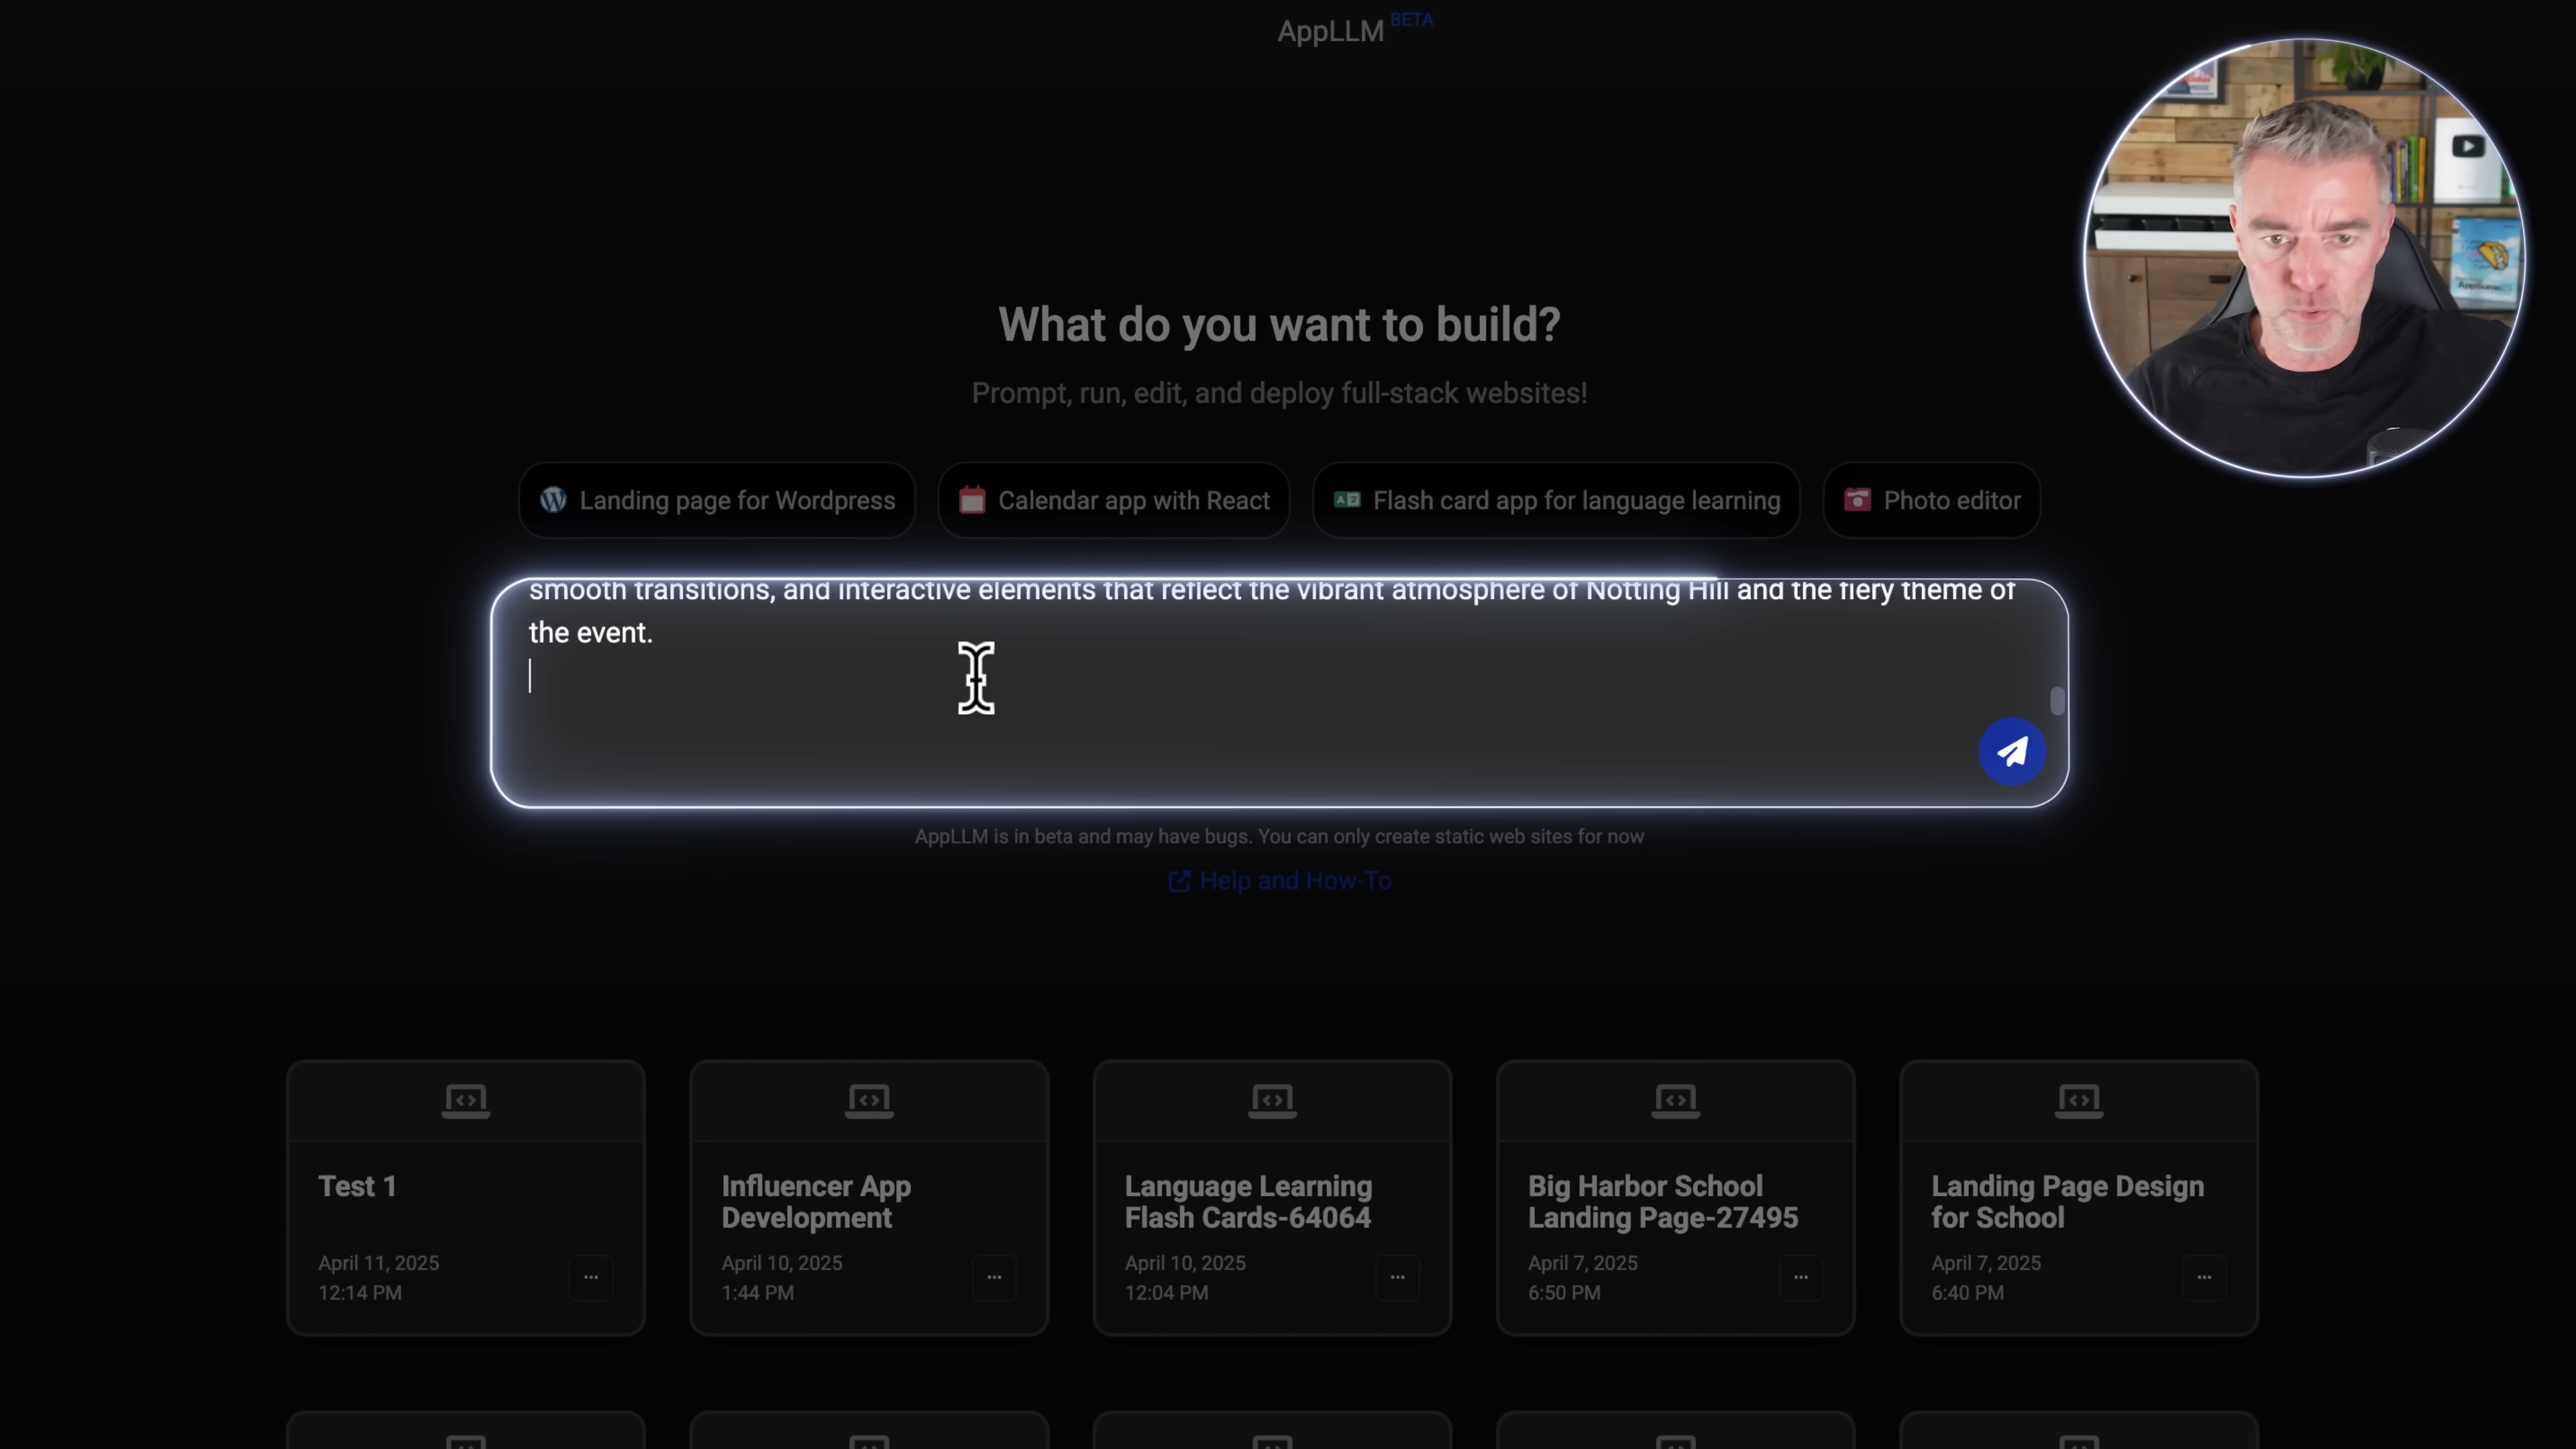 AppLLM BETA
What do you want to build?
Prompt, run, edit, and deploy full-stack websites!
Landing page for Wordpress
Calendar app with React
Flash card app for language learning
Photo editor
smooth transitions, and interactive elements that reflect the vibrant atmosphere of Notting Hill and the fiery theme of
the event.
AppLLM is in beta and may have bugs. You can only create static web sites for now
Help and How-To
Test 1
April 11, 2025
12:14 PM
Influencer App
Development
April 10, 2025
1:44 PM
Language Learning
Flash Cards-64064
April 10, 2025
12:04 PM
Big Harbor School
Landing Page-27495
April 7, 2025
6:50 PM
Landing Page Design
for School
April 7, 2025
6:40 PM